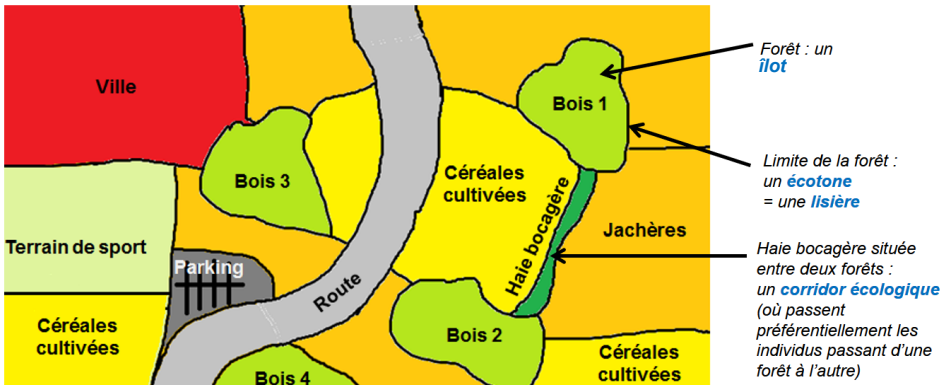 Ville
Bois 3
Terrain de sport
Parking
Route
Céréales
cultivées
Bois 4
Bois 1
Céréales
cultivées
Haie bocagère
Jachères
Bois 2
Céréales
cultivées
Forêt : un
îlot
Limite de la forêt :
un écotone
= une lisière
Haie bocagère située
entre deux forêts :
un corridor écologique
(où passent
préférentiellement les
individus passant d’une
forêt à l’autre)